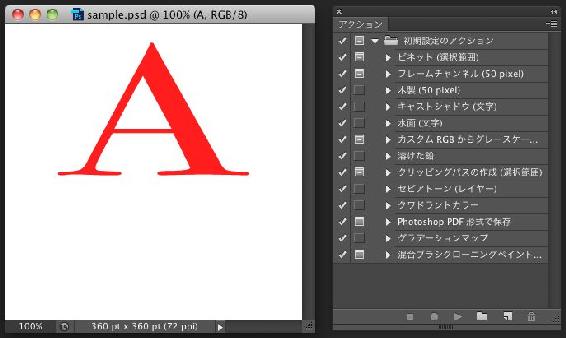 sample.psd @ 100% (A, RGB/8)
A
100%
360 pt x 360 pt (72 ppi)
アクション
初期設定のアクション
ビネット (選択範囲)
フレームチャンネル (50 pixel)
木製 (50 pixel)
キャストシャドウ (文字)
水面 (文字)
カスタム RGB からグレースケー...
溶けた鉛
クリッピングパスの作成 (選択範囲)
セピアトーン (レイヤー)
クワドラントカラー
Photoshop PDF 形式で保存
グラデーションマップ
混合ブラシクローニングペイント...